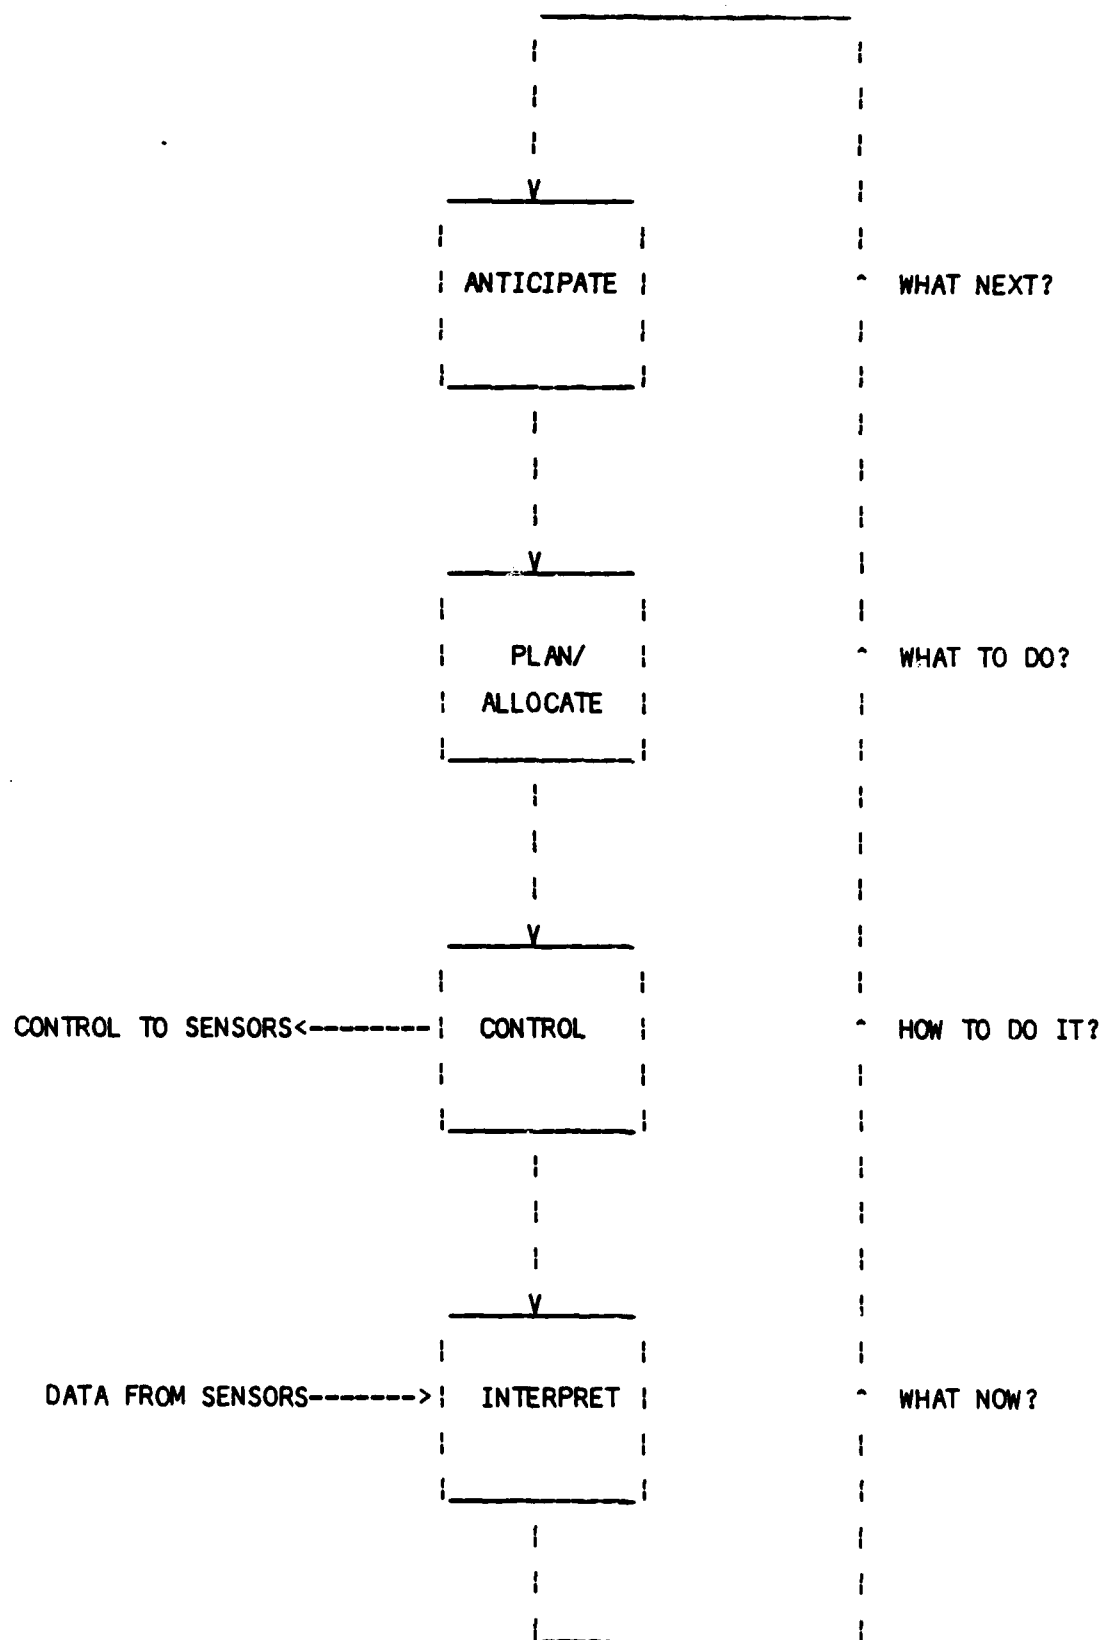 ANTICIPATE
WHAT NEXT?
PLAN/
ALLOCATE
WHAT TO DO?
CONTROL TO SENSORS
CONTROL
HOW TO DO IT?
DATA FROM SENSORS
INTERPRET
WHAT NOW?